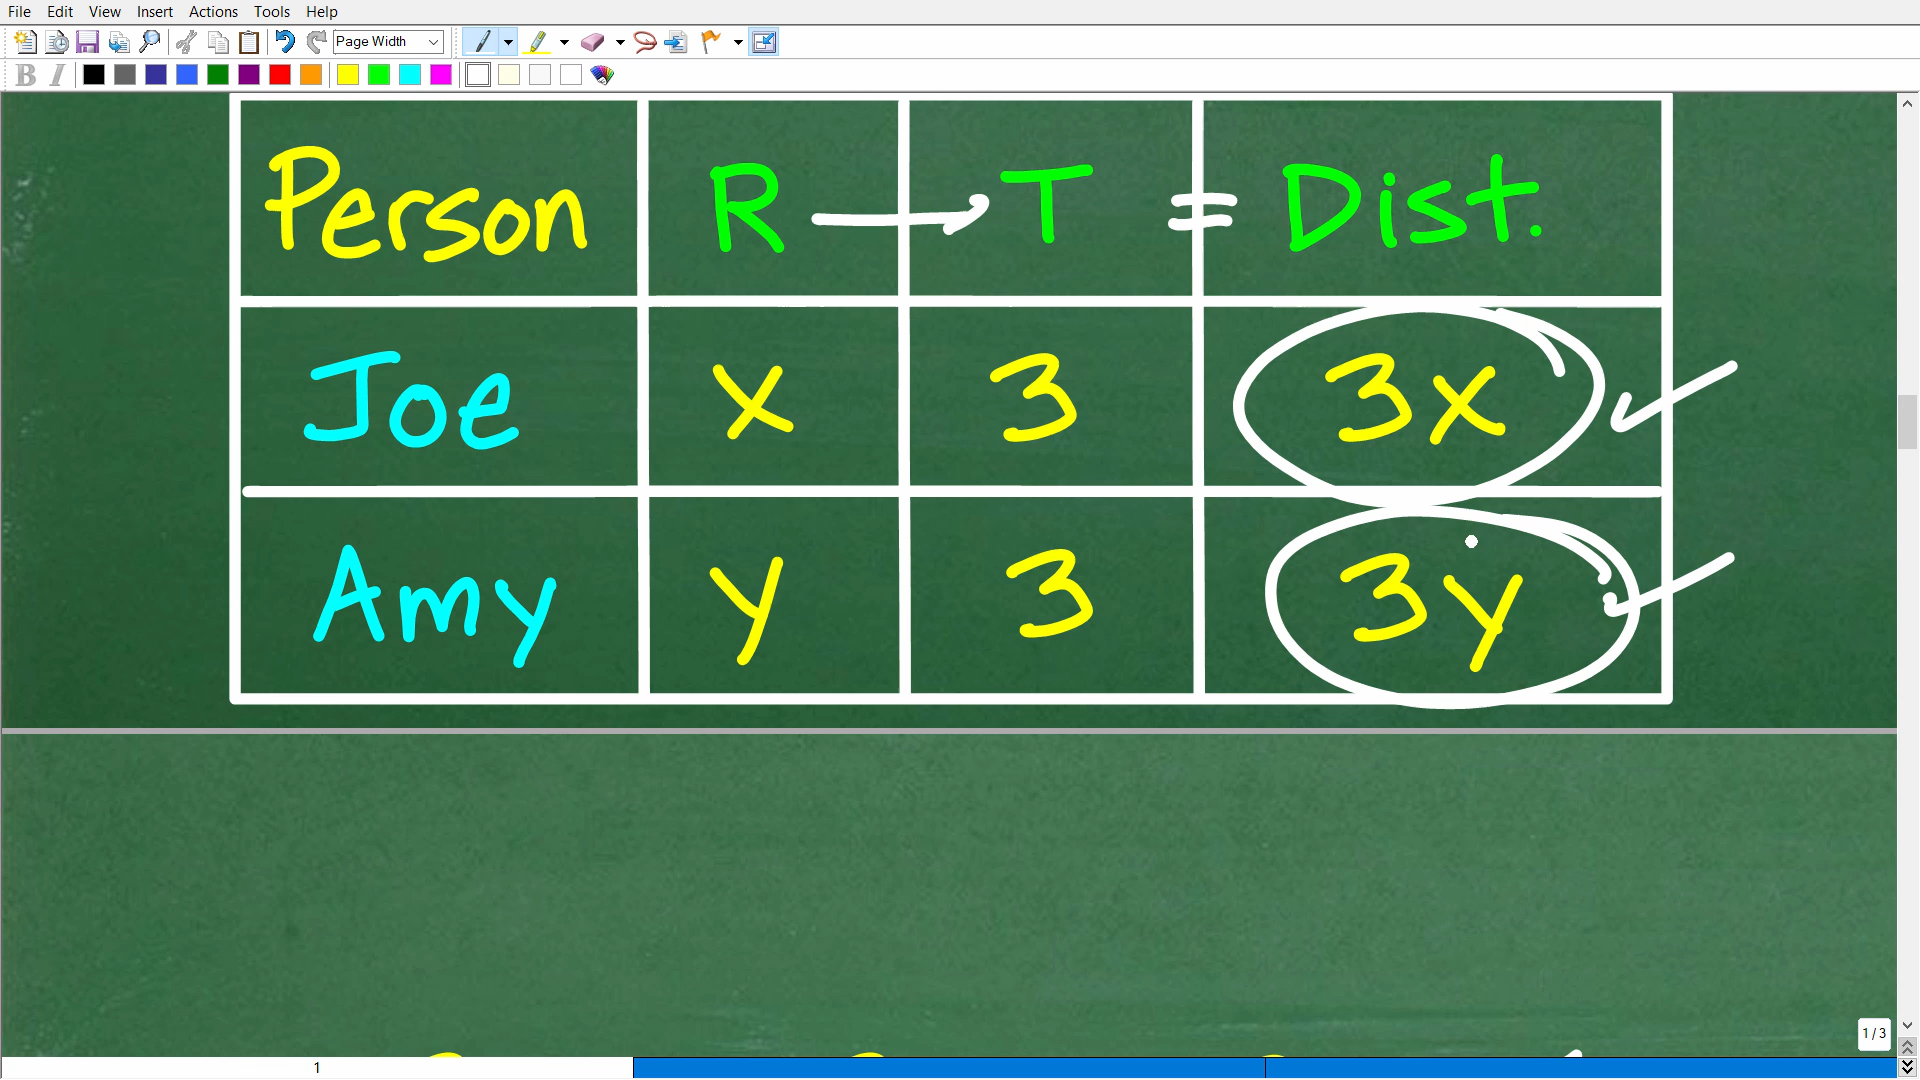 File Edit View Insert Actions Tools Help
Page Width
B I
Person R T = Dist.
Joe x 3 3x
Amy y 3 3y
1 / 3
1